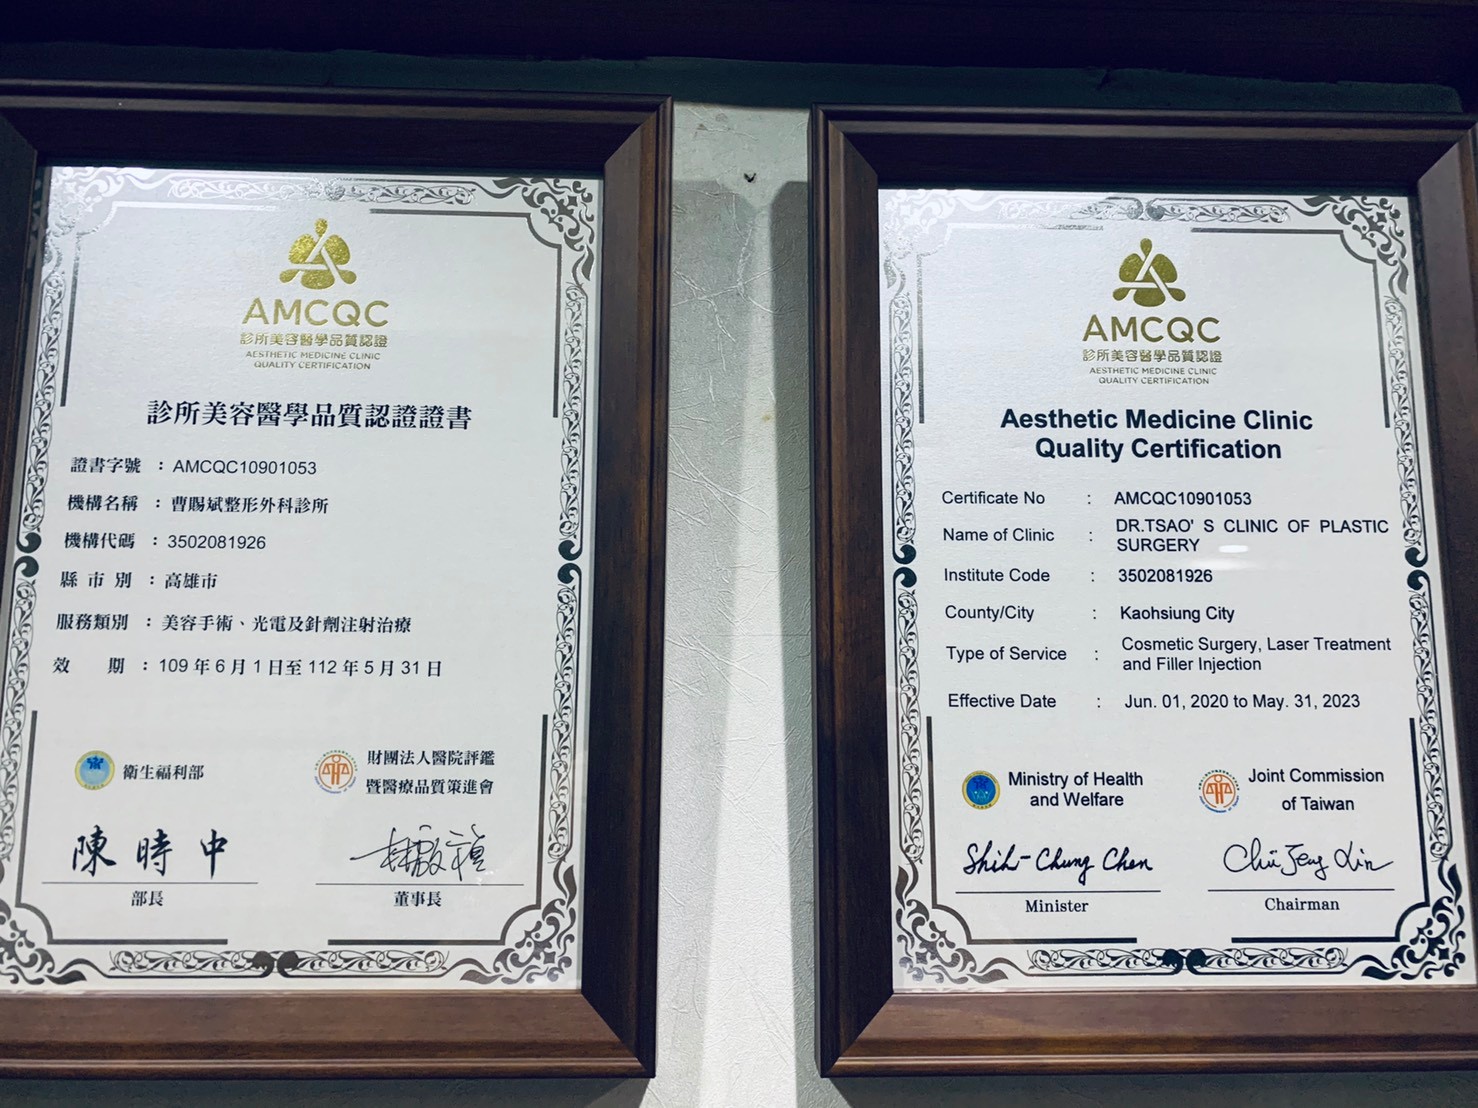 AMCQC
診所美容醫學品質認證
AESTHETIC MEDICINE CLINIC
QUALITY CERTIFICATION
診所美容醫學品質認證證書
證書字號 : AMCQC10901053
機構名稱 : 曹賜斌整形外科診所
機構代碼 : 3502081926
縣市別 : 高雄市
服務類別 : 美容手術、光電及針劑注射治療
效期 : 109 年 6 月 1 日至 112 年 5 月 31 日
衛生福利部
財團法人醫院評鑑
暨醫療品質策進會
陳時中
部長
董事長
AMCQC
診所美容醫學品質認證
AESTHETIC MEDICINE CLINIC
QUALITY CERTIFICATION
Aesthetic Medicine Clinic
Quality Certification
Certificate No : AMCQC10901053
Name of Clinic : DR.TSAO' S CLINIC OF PLASTIC
SURGERY
Institute Code : 3502081926
County/City : Kaohsiung City
Type of Service : Cosmetic Surgery, Laser Treatment
and Filler Injection
Effective Date : Jun. 01, 2020 to May. 31, 2023
Ministry of Health
and Welfare
Joint Commission
of Taiwan
Shih-Chung Chen
Minister
Chairman